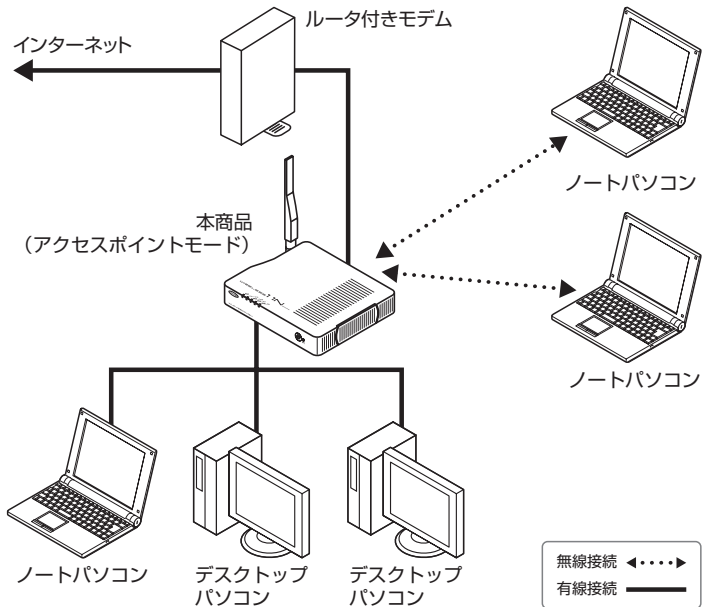 ルータ付きモデム
インターネット
ノートパソコン
本商品
（アクセスポイントモード）
ノートパソコン
ノートパソコン
デスクトップ
パソコン
デスクトップ
パソコン
無線接続
有線接続